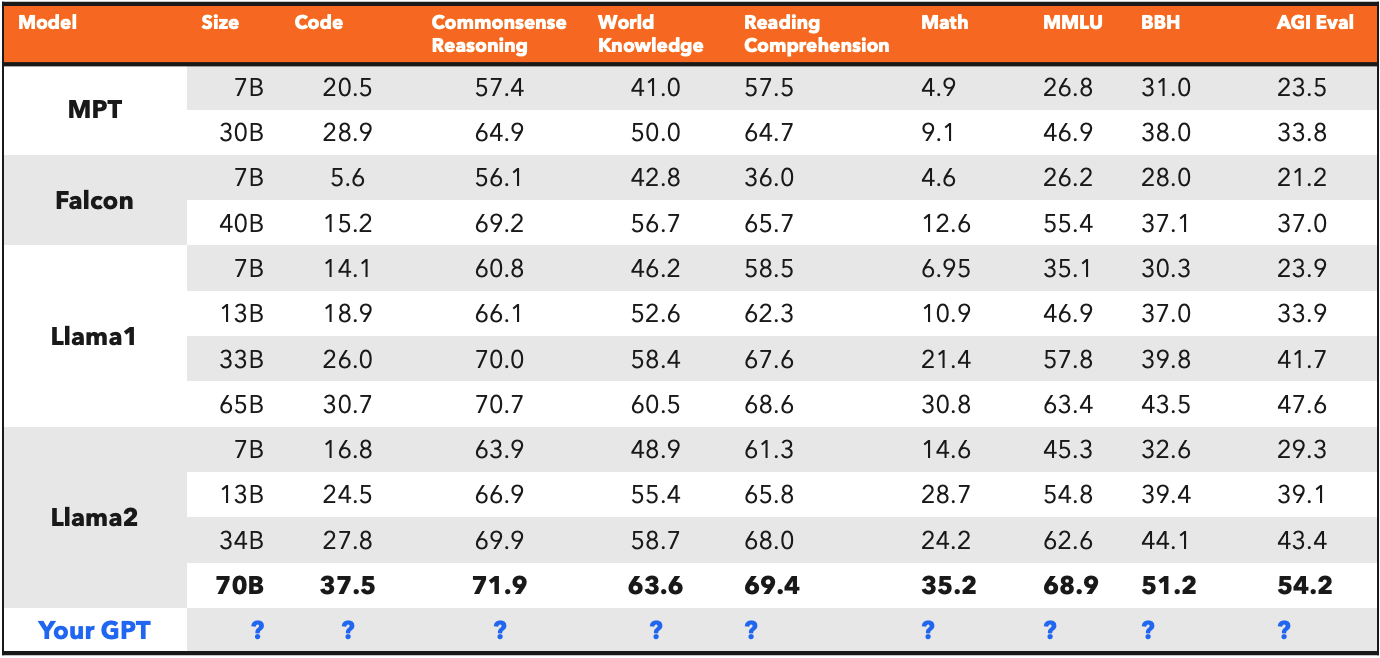 Model Size Code Commonsense Reasoning World Knowledge Reading Comprehension Math MMLU BBH AGI Eval
MPT
7B 20.5 57.4 41.0 57.5 4.9 26.8 31.0 23.5
30B 28.9 64.9 50.0 64.7 9.1 46.9 38.0 33.8
Falcon
7B 5.6 56.1 42.8 36.0 4.6 26.2 28.0 21.2
40B 15.2 69.2 56.7 65.7 12.6 55.4 37.1 37.0
Llama1
7B 14.1 60.8 46.2 58.5 6.95 35.1 30.3 23.9
13B 18.9 66.1 52.6 62.3 10.9 46.9 37.0 33.9
33B 26.0 70.0 58.4 67.6 21.4 57.8 39.8 41.7
65B 30.7 70.7 60.5 68.6 30.8 63.4 43.5 47.6
Llama2
7B 16.8 63.9 48.9 61.3 14.6 45.3 32.6 29.3
13B 24.5 66.9 55.4 65.8 28.7 54.8 39.4 39.1
34B 27.8 69.9 58.7 68.0 24.2 62.6 44.1 43.4
70B 37.5 71.9 63.6 69.4 35.2 68.9 51.2 54.2
Your GPT ? ? ? ? ? ? ? ? ?